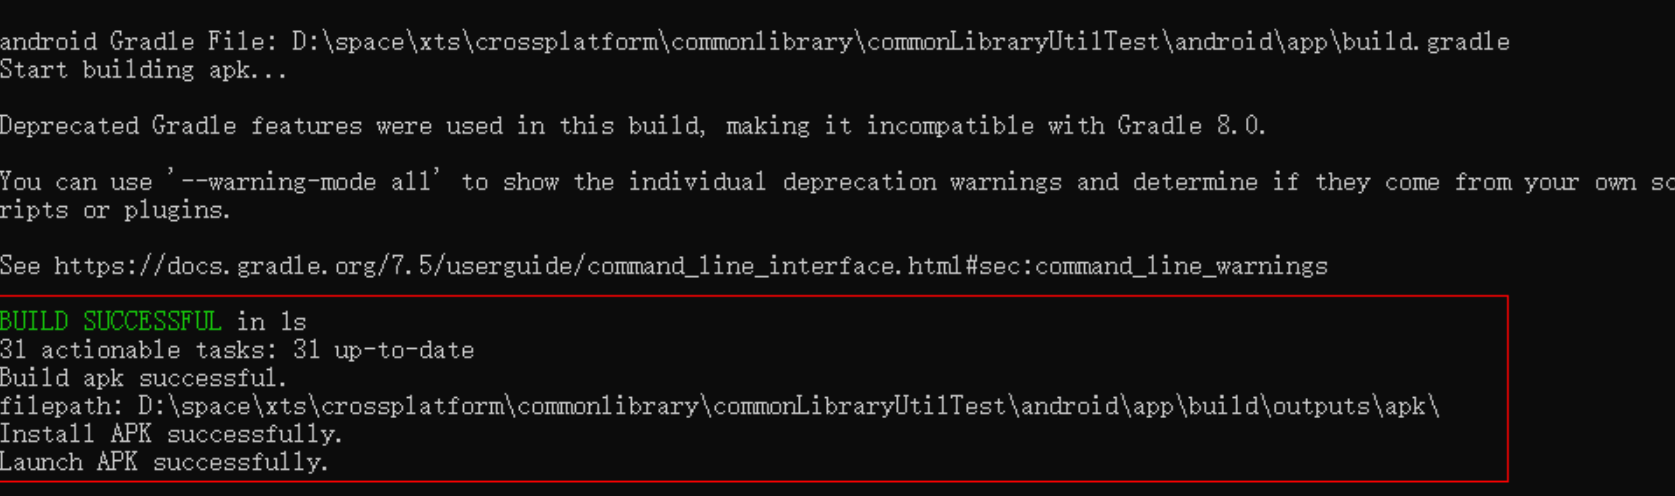 android Gradle File: D:\space\xts\crossplatform\commonlibrary\commonLibraryUtilTest\android\app\build.gradle
Start building apk...
Deprecated Gradle features were used in this build, making it incompatible with Gradle 8.0.
You can use '--warning-mode all' to show the individual deprecation warnings and determine if they come from your own sc
ripts or plugins.
See https://docs.gradle.org/7.5/userguide/command_line_interface.html#sec:command_line_warnings
BUILD SUCCESSFUL in 1s
31 actionable tasks: 31 up-to-date
Build apk successful.
filepath: D:\space\xts\crossplatform\commonlibrary\commonLibraryUtilTest\android\app\build\outputs\apk\
Install APK successfully.
Launch APK successfully.